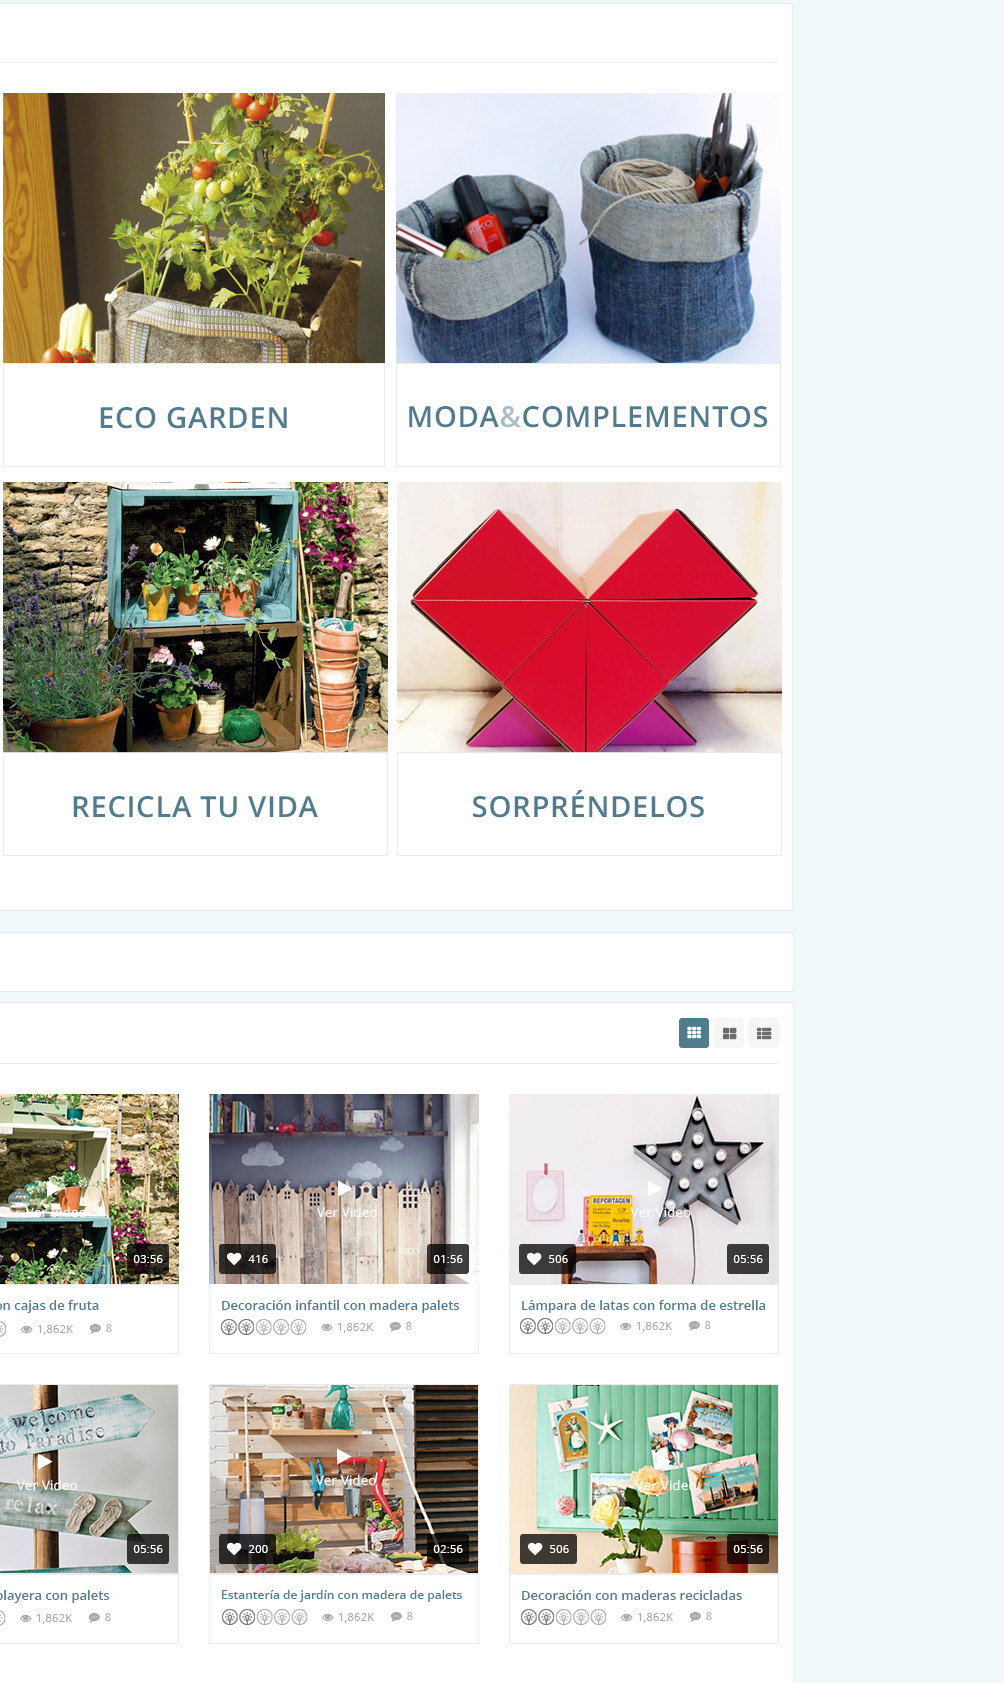 KIKO
ECO GARDEN
MODA&COMPLEMENTOS
RECICLA TU VIDA
SORPRÉNDELOS
REPORTAGEN
Reality
Ver Video
Ver Video
Ver Video
03:56
416
01:56
506
05:56
on cajas de fruta
Decoración infantil con madera palets
Lámpara de latas con forma de estrella
1,862K 8
1,862K 8
1,862K 8
welcome
to Paradise
relax
Ver Video
Ver Video
Ver Video
05:56
200
02:56
506
05:56
playera con palets
Estantería de jardín con madera de palets
Decoración con maderas recicladas
1,862K 8
1,862K 8
1,862K 8